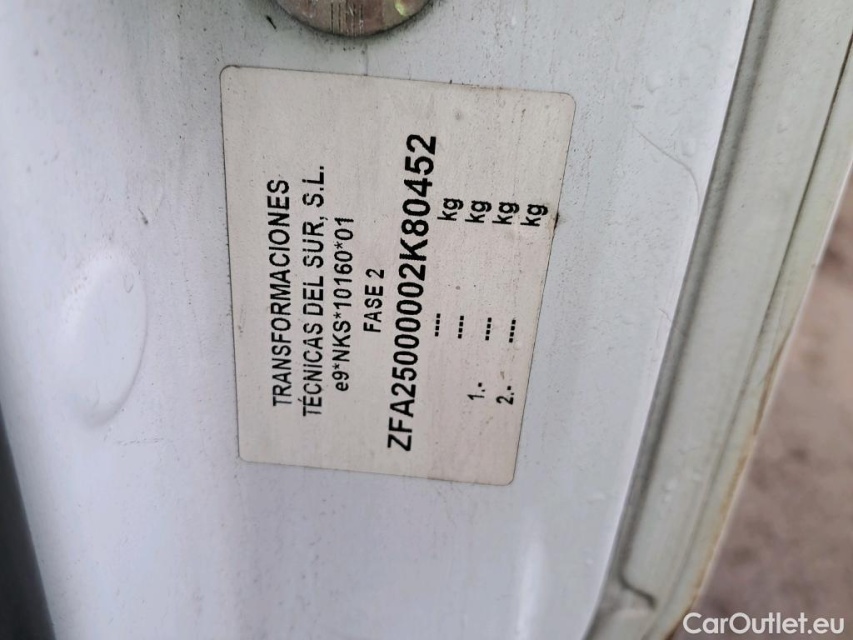 TRANSFORMACIONES
TÉCNICAS DEL SUR, S.L.
e9*NKS*10160*01
FASE 2
ZFA25000002K80452
---- kg
---- kg
1.- ---- kg
2.- ---- kg
CarOutlet.eu